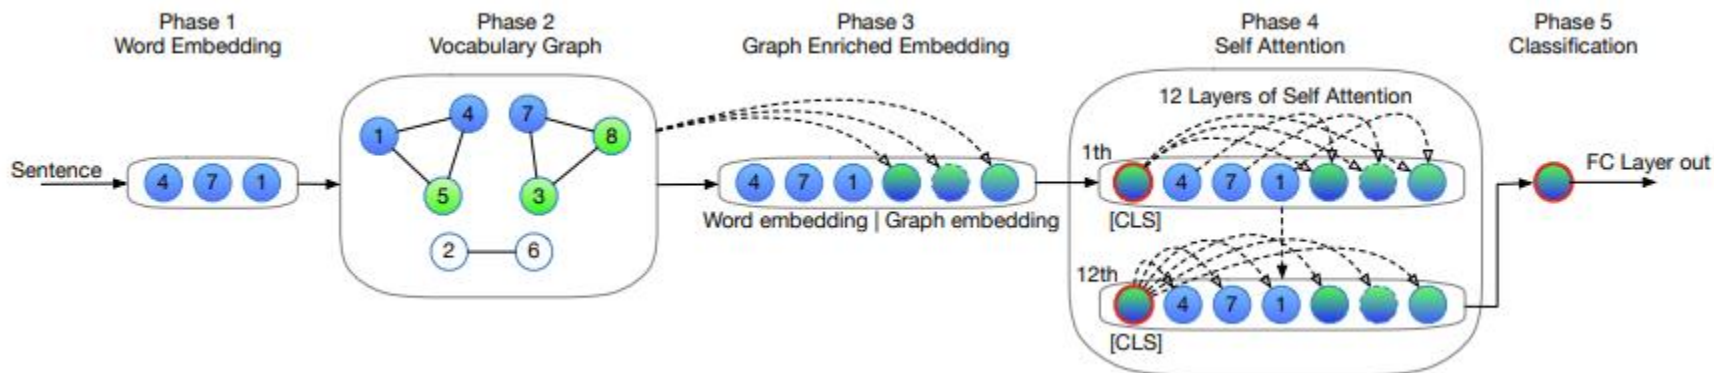 Phase 1
Word Embedding
Phase 2
Vocabulary Graph
Phase 3
Graph Enriched Embedding
Phase 4
Self Attention
Phase 5
Classification
Sentence
4 7 1
1 4 5
7 8 3
2 6
4 7 1
Word embedding | Graph embedding
12 Layers of Self Attention
1th
4 7 1
[CLS]
12th
4 7 1
[CLS]
FC Layer out